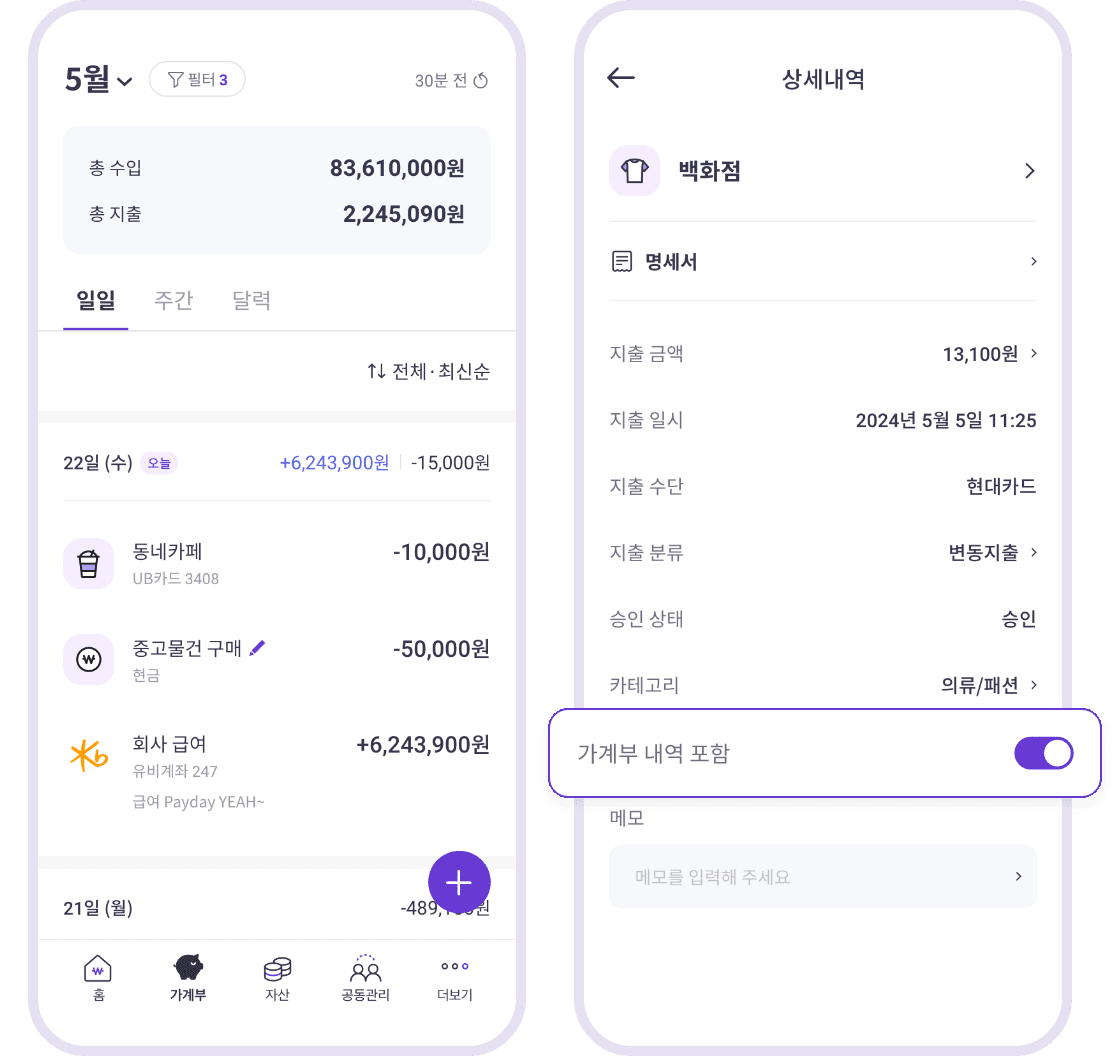 5월
필터 3
30분 전
총 수입 83,610,000원
총 지출 2,245,090원
일일 주간 달력
전체·최신순
22일 (수) 오늘 +6,243,900원 -15,000원
동네카페 -10,000원
UB카드 3408
중고물건 구매 -50,000원
현금
회사 급여 +6,243,900원
유비계좌 247
급여 Payday YEAH~
21일 (월)
홈 가계부 자산 공동관리 더보기
상세내역
백화점
명세서
지출 금액 13,100원
지출 일시 2024년 5월 5일 11:25
지출 수단 현대카드
지출 분류 변동지출
승인 상태 승인
카테고리 의류/패션
가계부 내역 포함
메모
메모를 입력해 주세요